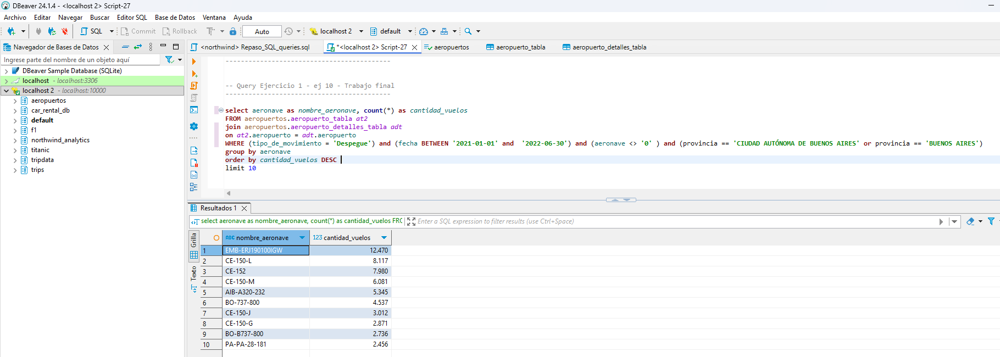 DBeaver 24.1.4 - <localhost 2> Script-27
Archivo Editar Navegar Buscar Editor SQL Base de Datos Ventana Ayuda
SQL Commit Rollback Auto localhost 2 default
Navegador de Bases de Datos
<northwind> Repaso_SQL_queries.sql *<localhost 2> Script-27 aeropuertos aeropuerto_tabla aeropuerto_detalles_tabla
Ingrese parte del nombre de un objeto aquí
DBeaver Sample Database (SQLite)
localhost - localhost:3306
localhost 2 - localhost:10000
aeropuertos
car_rental_db
default
f1
northwind_analytics
titanic
tripdata
trips
-----------------------------------------
-- Query Ejercicio 1 - ej 10 - Trabajo final
-----------------------------------------
select aeronave as nombre_aeronave, count(*) as cantidad_vuelos
FROM aeropuertos.aeropuerto_tabla at2
join aeropuertos.aeropuerto_detalles_tabla adt
on at2.aeropuerto = adt.aeropuerto
WHERE (tipo_de_movimiento = 'Despegue') and (fecha BETWEEN '2021-01-01' and  '2022-06-30') and (aeronave <> '0' ) and (provincia == 'CIUDAD AUTÓNOMA DE BUENOS AIRES' or provincia == 'BUENOS AIRES')
group by aeronave
order by cantidad_vuelos DESC
limit 10
Resultados 1
select aeronave as nombre_aeronave, count(*) as cantidad_vuelos FRO
Enter a SQL expression to filter results (use Ctrl+Space)
Grilla
Texto
ABC nombre_aeronave 123 cantidad_vuelos
1 EMB-ERJ190100IGW 12.470
2 CE-150-L 8.117
3 CE-152 7.980
4 CE-150-M 6.081
5 AIB-A320-232 5.345
6 BO-737-800 4.537
7 CE-150-J 3.012
8 CE-150-G 2.871
9 BO-B737-800 2.736
10 PA-PA-28-181 2.456